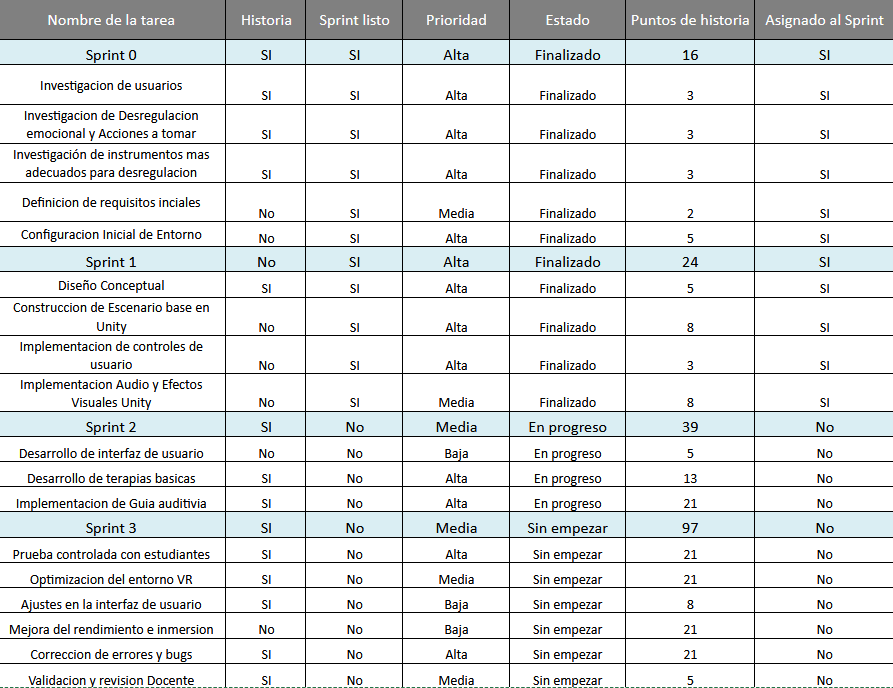 Nombre de la tarea Historia Sprint listo Prioridad Estado Puntos de historia Asignado al Sprint
Sprint 0 SI SI Alta Finalizado 16 SI
Investigacion de usuarios
SI SI Alta Finalizado 3 SI
Investigacion de Desregulacion
emocional y Acciones a tomar SI SI Alta Finalizado 3 SI
Investigación de instrumentos mas
adecuados para desregulacion SI SI Alta Finalizado 3 SI
Definicion de requisitos inciales
No SI Media Finalizado 2 SI
Configuracion Inicial de Entorno No SI Alta Finalizado 5 SI
Sprint 1 No SI Alta Finalizado 24 SI
Diseño Conceptual SI SI Alta Finalizado 5 SI
Construccion de Escenario base en
Unity No SI Alta Finalizado 8 SI
Implementacion de controles de
usuario No SI Alta Finalizado 3 SI
Implementacion Audio y Efectos
Visuales Unity No SI Media Finalizado 8 SI
Sprint 2 SI No Media En progreso 39 No
Desarrollo de interfaz de usuario No No Baja En progreso 5 No
Desarrollo de terapias basicas SI No Alta En progreso 13 No
Implementacion de Guia auditivia SI No Alta En progreso 21 No
Sprint 3 SI No Media Sin empezar 97 No
Prueba controlada con estudiantes SI No Alta Sin empezar 21 No
Optimizacion del entorno VR SI No Media Sin empezar 21 No
Ajustes en la interfaz de usuario SI No Baja Sin empezar 8 No
Mejora del rendimiento e inmersion No No Baja Sin empezar 21 No
Correccion de errores y bugs SI No Alta Sin empezar 21 No
Validacion y revision Docente SI No Media Sin empezar 5 No